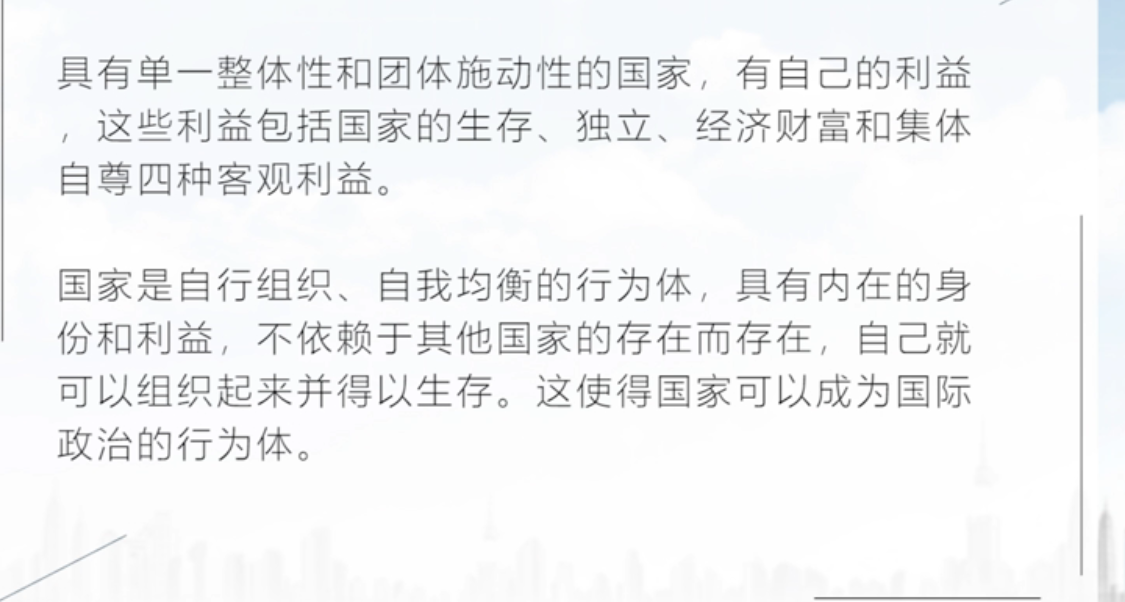 具有单一整体性和团体施动性的国家，有自己的利益
，这些利益包括国家的生存、独立、经济财富和集体
自尊四种客观利益。
国家是自行组织、自我均衡的行为体，具有内在的身
份和利益，不依赖于其他国家的存在而存在，自己就
可以组织起来并得以生存。这使得国家可以成为国际
政治的行为体。